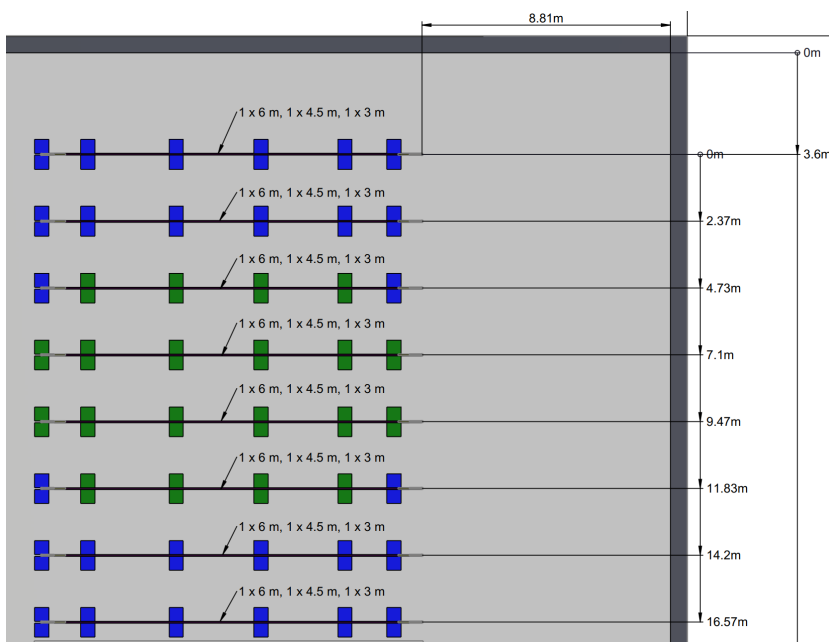 8.81m
0m
1 x 6 m, 1 x 4.5 m, 1 x 3 m
0m
3.6m
1 x 6 m, 1 x 4.5 m, 1 x 3 m
2.37m
1 x 6 m, 1 x 4.5 m, 1 x 3 m
4.73m
1 x 6 m, 1 x 4.5 m, 1 x 3 m
7.1m
1 x 6 m, 1 x 4.5 m, 1 x 3 m
9.47m
1 x 6 m, 1 x 4.5 m, 1 x 3 m
11.83m
1 x 6 m, 1 x 4.5 m, 1 x 3 m
14.2m
1 x 6 m, 1 x 4.5 m, 1 x 3 m
16.57m